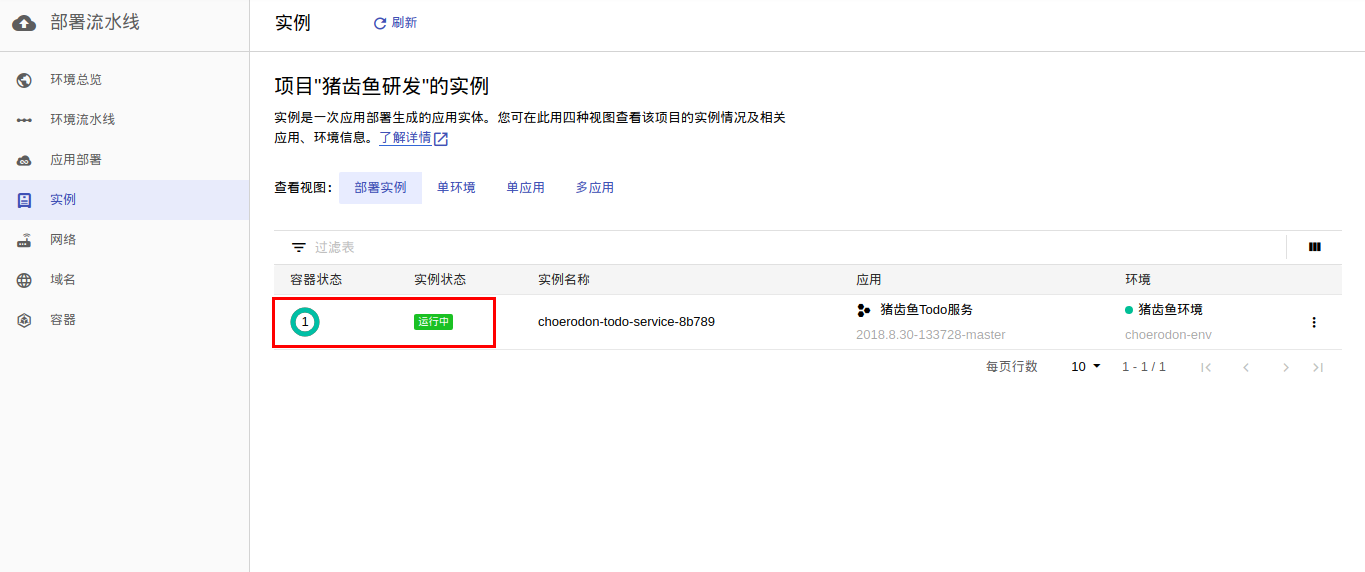 部署流水线
实例
刷新
环境总览
环境流水线
应用部署
实例
网络
域名
容器
项目"猪齿鱼研发"的实例
实例是一次应用部署生成的应用实体。您可在此用四种视图查看该项目的实例情况及相关
应用、环境信息。了解详情
查看视图： 部署实例 单环境 单应用 多应用
过滤表
容器状态 实例状态 实例名称 应用 环境
1 运行中 choerodon-todo-service-8b789 猪齿鱼Todo服务 猪齿鱼环境
2018.8.30-133728-master choerodon-env
每页行数 10 1 - 1 / 1